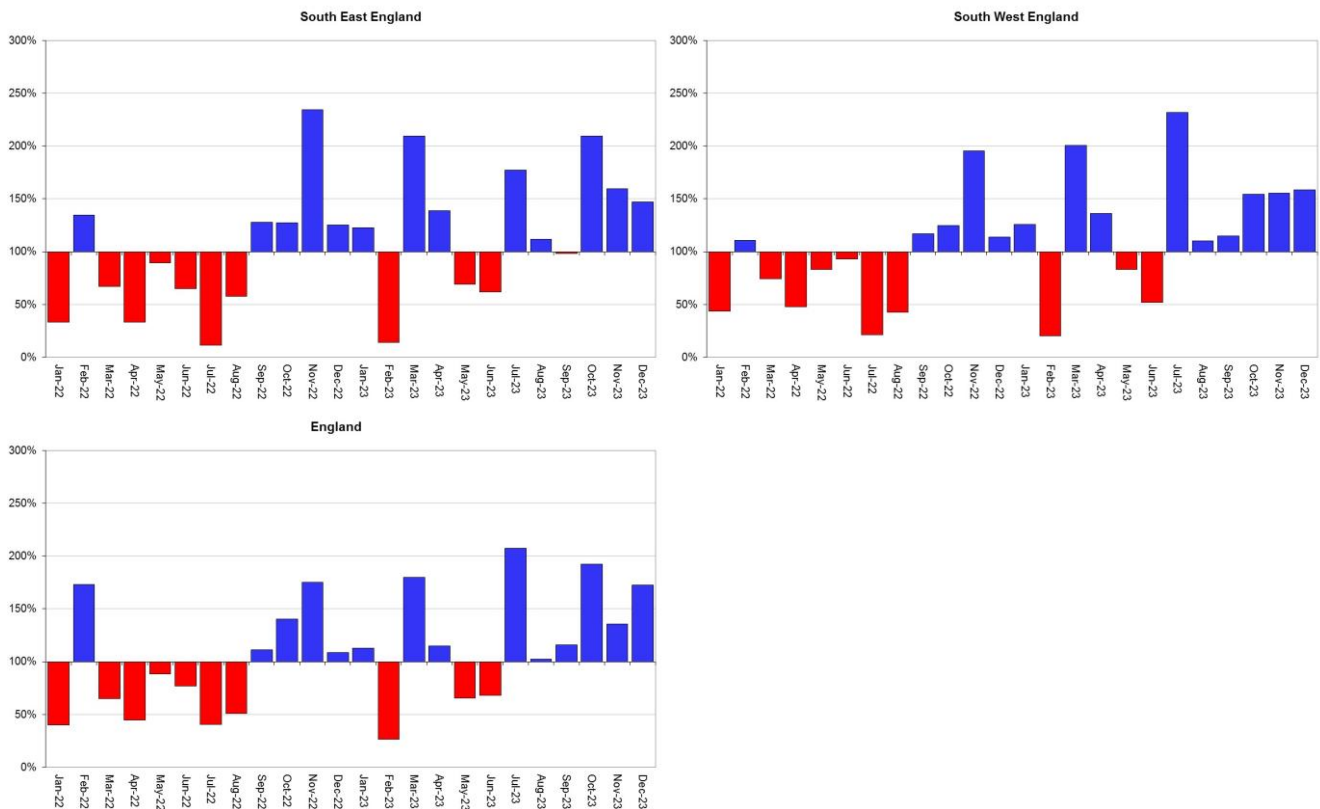 South East England
300%
250%
200%
150%
100%
50%
0%
Jan-22
Feb-22
Mar-22
Apr-22
May-22
Jun-22
Jul-22
Aug-22
Sep-22
Oct-22
Nov-22
Dec-22
Jan-23
Feb-23
Mar-23
Apr-23
May-23
Jun-23
Jul-23
Aug-23
Sep-23
Oct-23
Nov-23
Dec-23
South West England
300%
250%
200%
150%
100%
50%
0%
Jan-22
Feb-22
Mar-22
Apr-22
May-22
Jun-22
Jul-22
Aug-22
Sep-22
Oct-22
Nov-22
Dec-22
Jan-23
Feb-23
Mar-23
Apr-23
May-23
Jun-23
Jul-23
Aug-23
Sep-23
Oct-23
Nov-23
Dec-23
England
300%
250%
200%
150%
100%
50%
0%
Jan-22
Feb-22
Mar-22
Apr-22
May-22
Jun-22
Jul-22
Aug-22
Sep-22
Oct-22
Nov-22
Dec-22
Jan-23
Feb-23
Mar-23
Apr-23
May-23
Jun-23
Jul-23
Aug-23
Sep-23
Oct-23
Nov-23
Dec-23